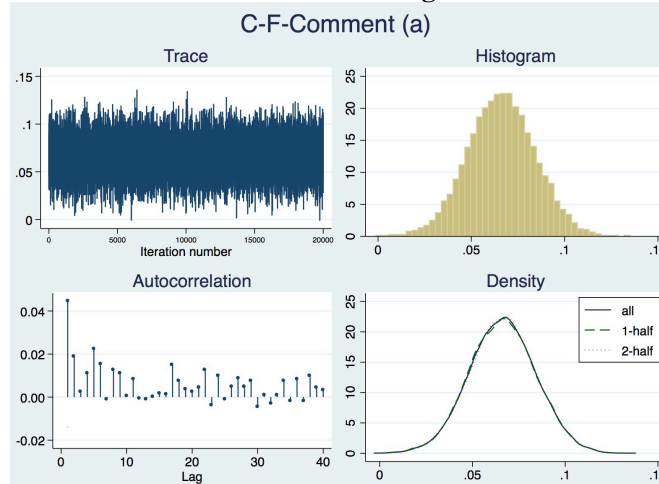 C-F-Comment (a)
Trace
.15
.1
.05
0
0 5000 10000 15000 20000
Iteration number
Histogram
25
20
15
10
5
0
0 .05 .1 .1
Autocorrelation
0.04
0.02
0.00
-0.02
0 10 20 30 40
Lag
Density
25
20
15
10
5
0
all
1-half
2-half
0 .05 .1 .1